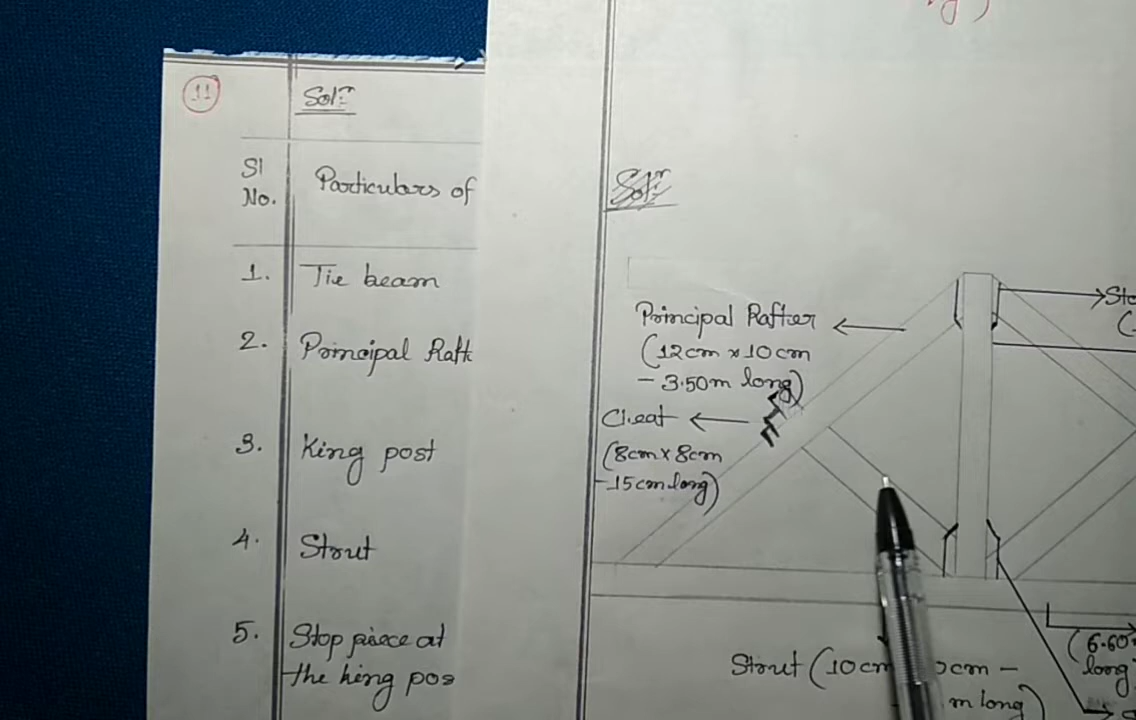 11
Sol?
Sl
No.
Particulars of
1. Tie beam
2. Principal Raft
3. King post
4. Strut
5. Stop piece at
the king pos
Principal Rafter
(12cm x 10cm
- 3.50m long)
Cleat
(8cm x 8cm
-15cm long)
Strut (10cm
cm -
m long)
(6.60
long)